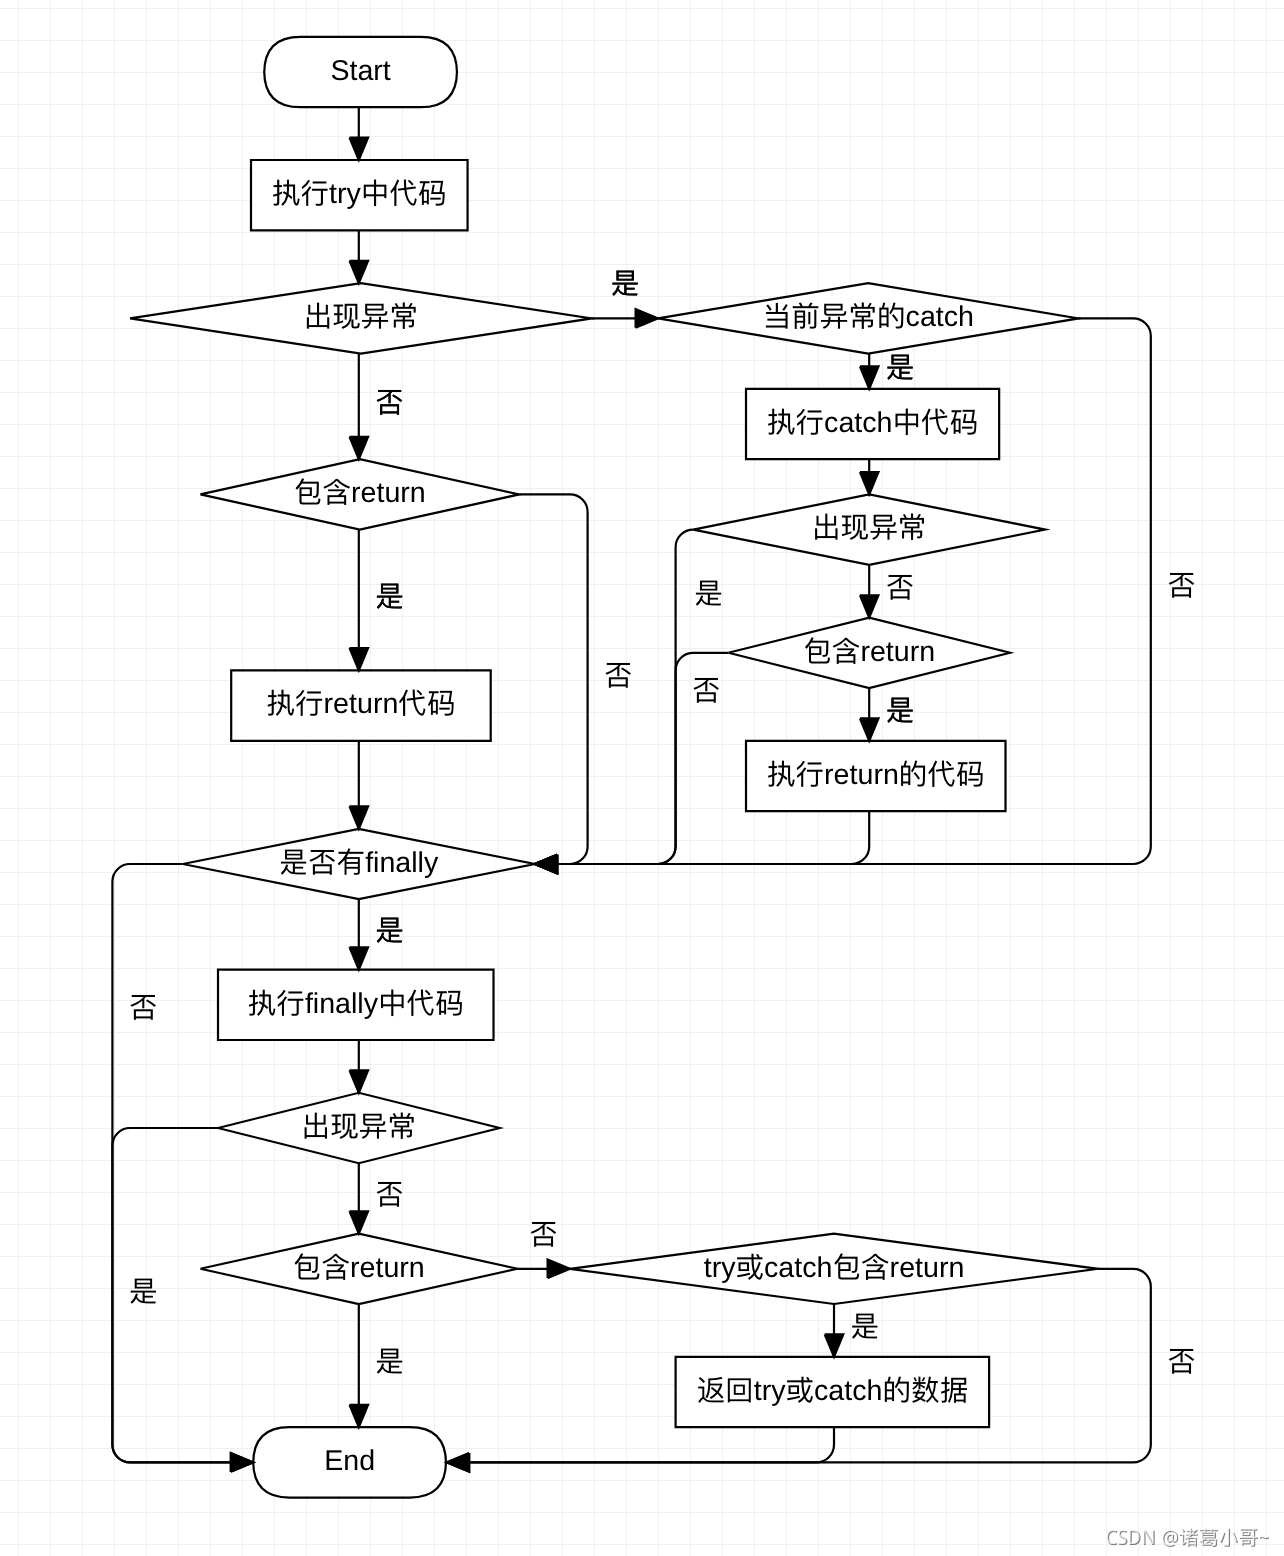 Start
执行try中代码
出现异常
是
当前异常的catch
是
否
执行catch中代码
包含return
出现异常
是
是
否
否
包含return
否
否
是
执行return代码
执行return的代码
是否有finally
是
执行finally中代码
否
出现异常
否
否
包含return
try或catch包含return
是
是
是
否
返回try或catch的数据
End
CSDN @诸葛小哥~